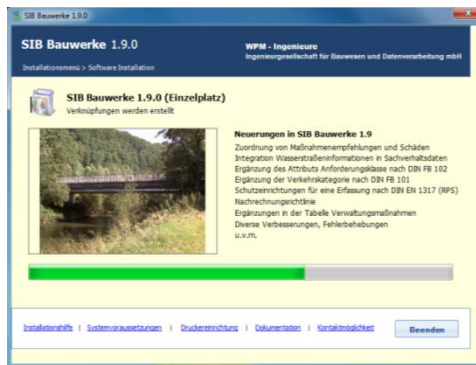 SIB Bauwerke 1.9.0
SIB Bauwerke 1.9.0
WPM - Ingenieure
Ingenieurgesellschaft für Bauwesen und Datenverarbeitung mbH
Installationsmenü > Software Installation
SIB Bauwerke 1.9.0 (Einzelplatz)
Verknüpfungen werden erstellt
Neuerungen in SIB Bauwerke 1.9
Zuordnung von Maßnahmenempfehlungen und Schäden
Integration Wasserstraßeninformationen in Sachverhaltsdaten
Ergänzung des Attributs Anforderungsklasse nach DIN FB 102
Ergänzung der Verkehrskategorie nach DIN FB 101
Schutzeinrichtungen für eine Erfassung nach DIN EN 1317 (RPS)
Nachrechnungsrichtlinie
Ergänzungen in der Tabelle Verwaltungsmaßnahmen
Diverse Verbesserungen, Fehlerbehebungen
u.v.m.
Installationshilfe | Systemvoraussetzungen | Druckereinrichtung | Dokumentation | Kontaktmöglichkeit
Beenden